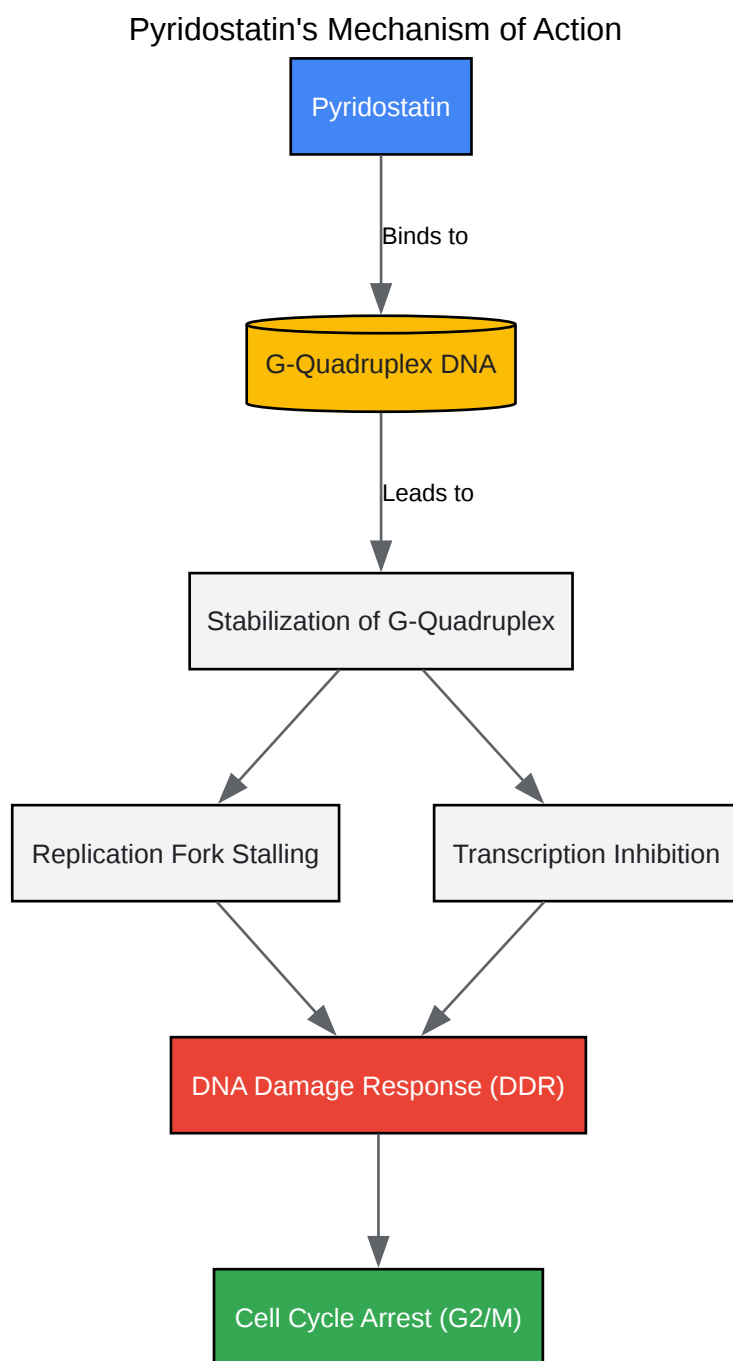 Pyridostatin's Mechanism of Action
Pyridostatin
Binds to
G-Quadruplex DNA
Leads to
Stabilization of G-Quadruplex
Replication Fork Stalling
Transcription Inhibition
DNA Damage Response (DDR)
Cell Cycle Arrest (G2/M)